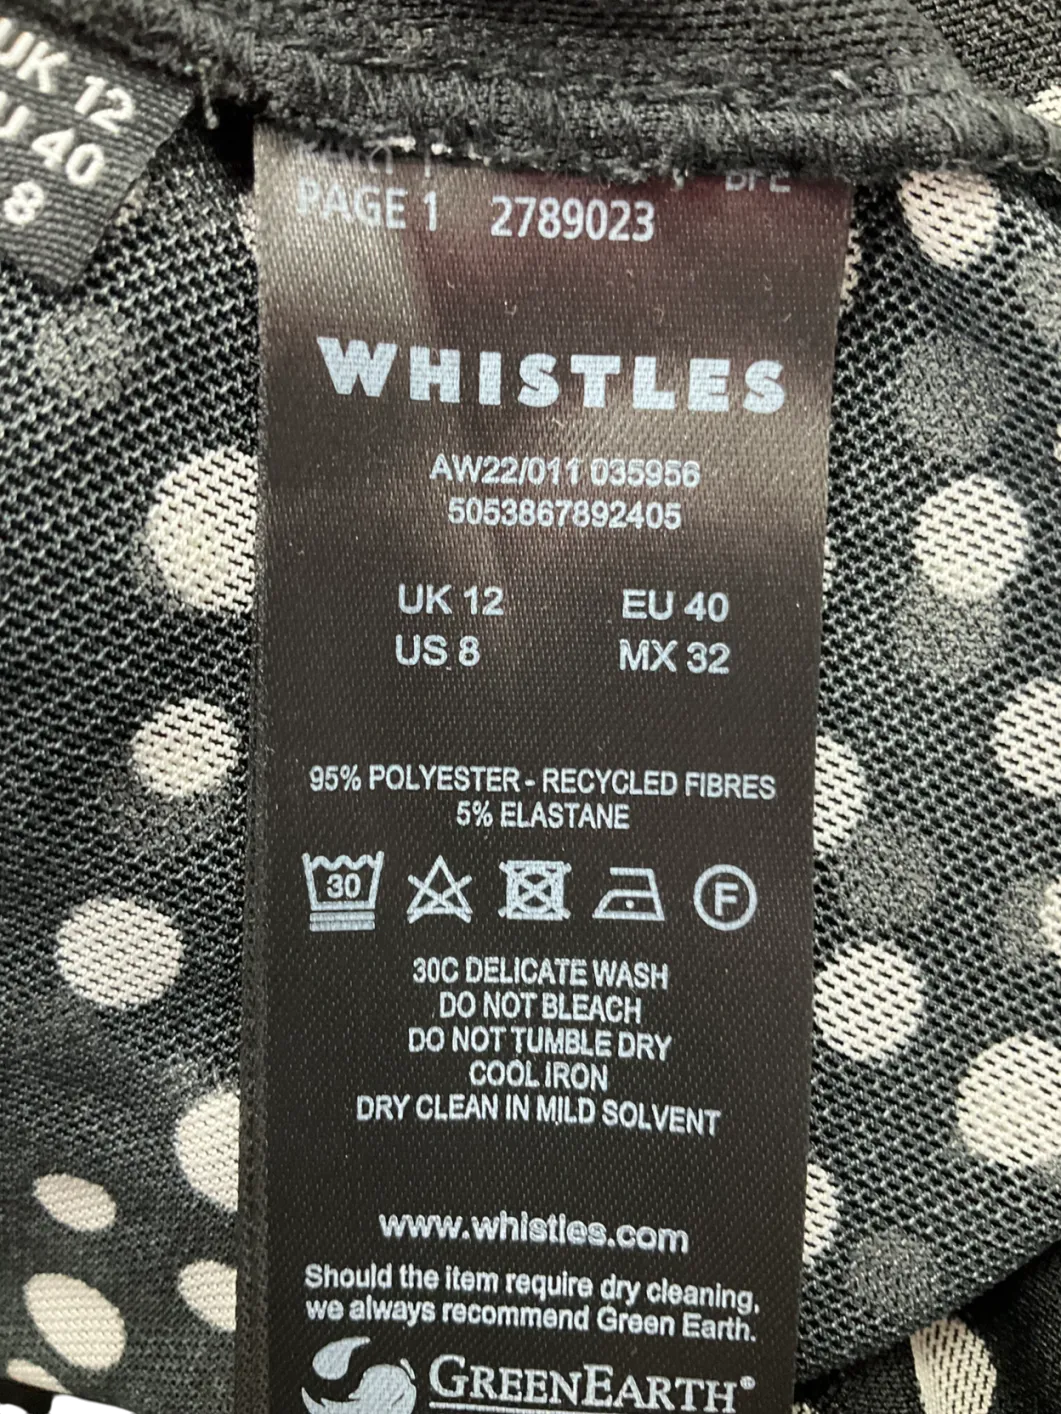 UK 12
U 40
8
PAGE 1 2789023
WHISTLES
AW22/011 035956
5053867892405
UK 12 EU 40
US 8 MX 32
95% POLYESTER - RECYCLED FIBRES
5% ELASTANE
30 F
30C DELICATE WASH
DO NOT BLEACH
DO NOT TUMBLE DRY
COOL IRON
DRY CLEAN IN MILD SOLVENT
www.whistles.com
Should the item require dry cleaning,
we always recommend Green Earth.
GREENEARTH®